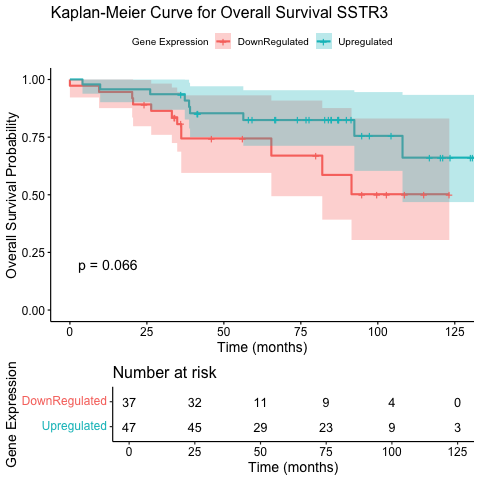 Kaplan-Meier Curve for Overall Survival SSTR3
Gene Expression DownRegulated Upregulated
Overall Survival Probability
1.00
0.75
0.50
0.25
0.00
p = 0.066
0 25 50 75 100 125
Time (months)
Number at risk
Gene Expression
DownRegulated 37 32 11 9 4 0
Upregulated 47 45 29 23 9 3
0 25 50 75 100 125
Time (months)